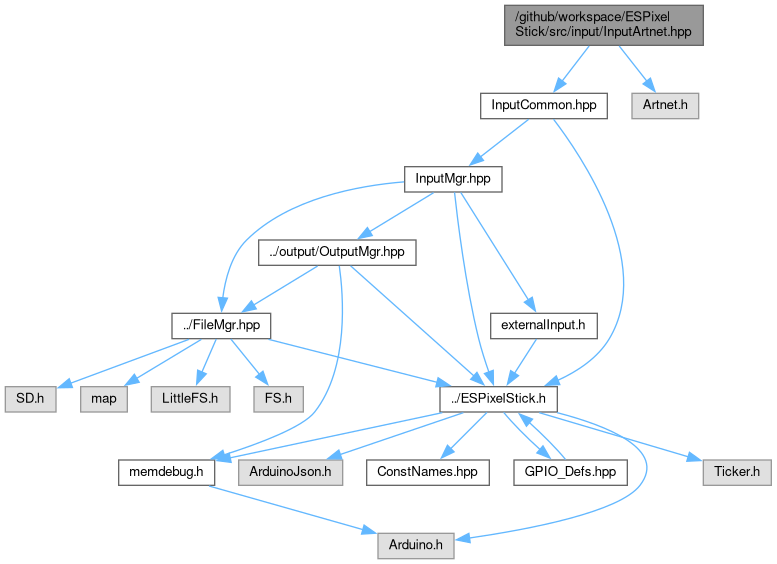 /github/workspace/ESPixel
Stick/src/input/InputArtnet.hpp
InputCommon.hpp
Artnet.h
InputMgr.hpp
../output/OutputMgr.hpp
../FileMgr.hpp
externalInput.h
SD.h
map
LittleFS.h
FS.h
../ESPixelStick.h
memdebug.h
ArduinoJson.h
ConstNames.hpp
GPIO_Defs.hpp
Ticker.h
Arduino.h